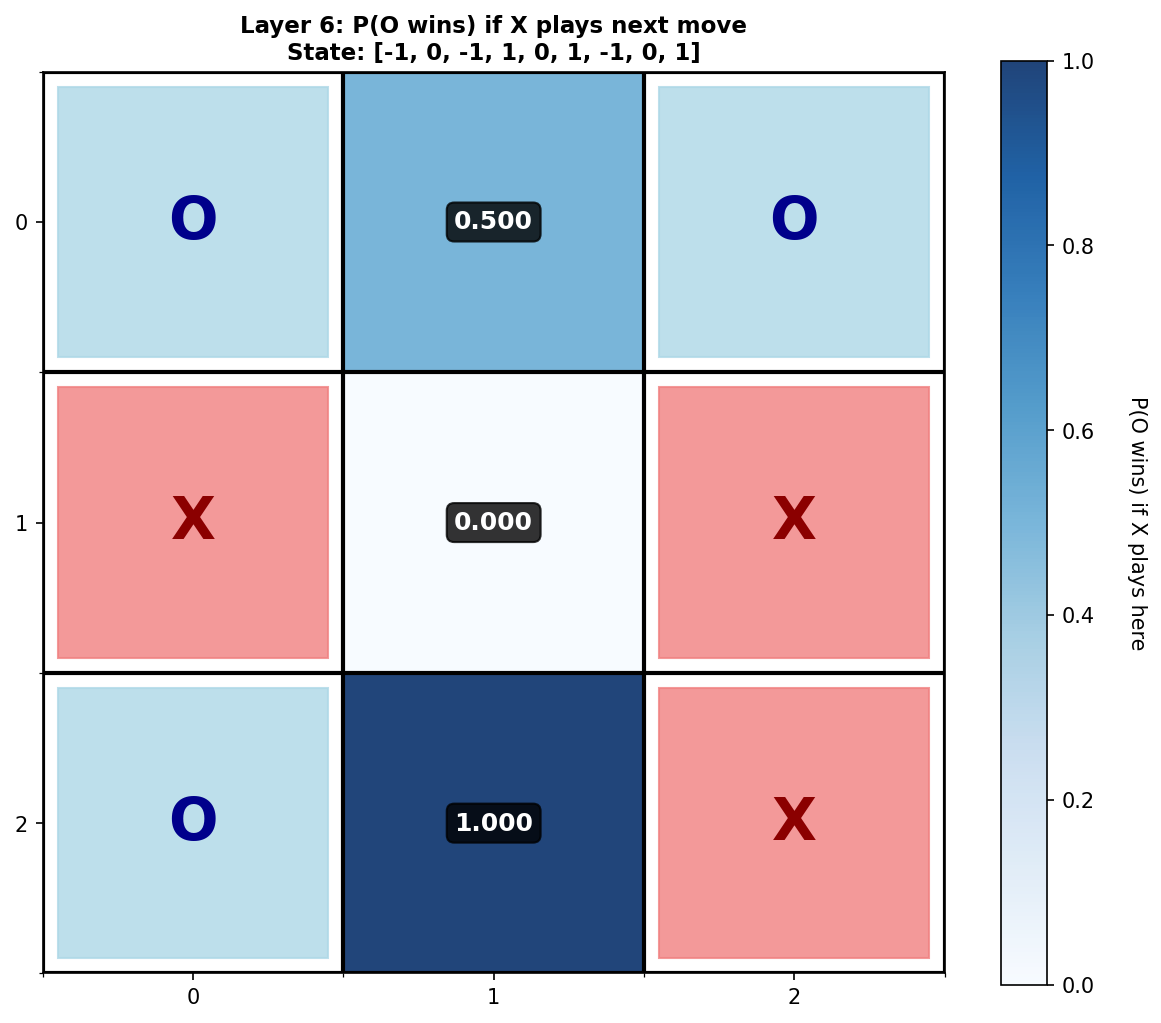 Layer 6: P(O wins) if X plays next move
State: [-1, 0, -1, 1, 0, 1, -1, 0, 1]
0
O
0.500
O
1
X
0.000
X
2
O
1.000
X
0
1
2
1.0
0.8
0.6
0.4
0.2
0.0
P(O wins) if X plays here